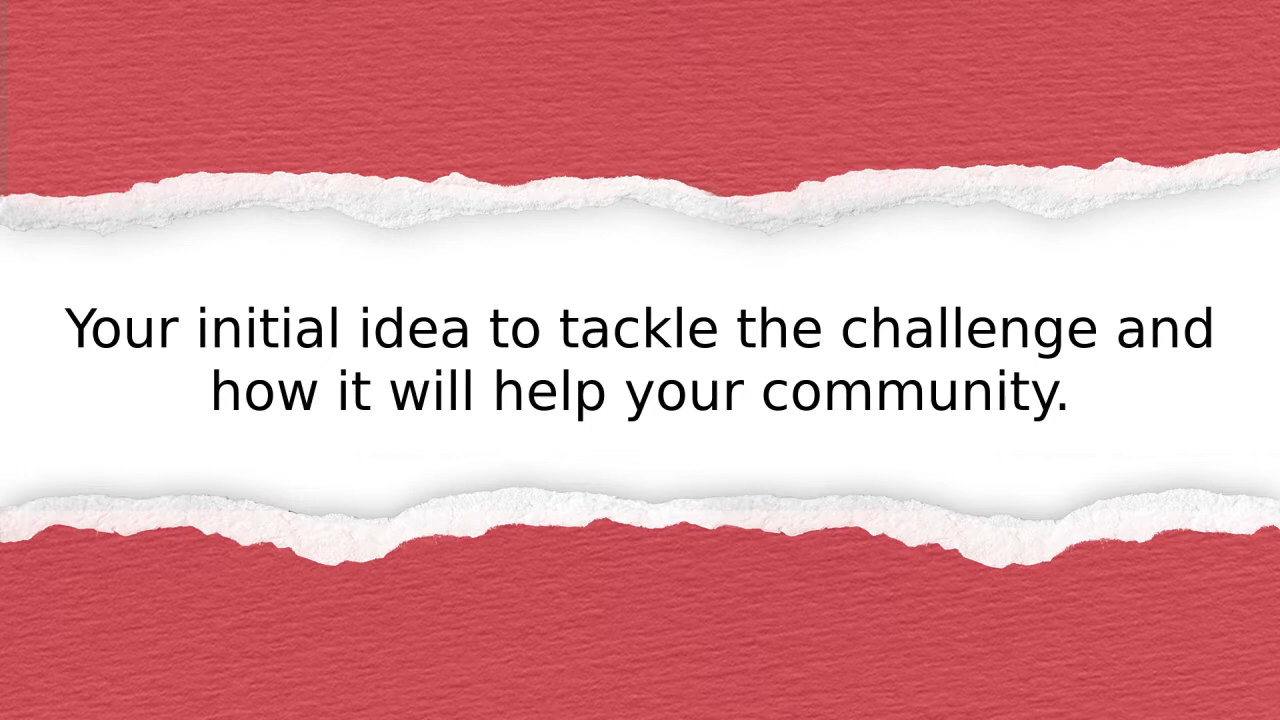 Your initial idea to tackle the challenge and
how it will help your community.